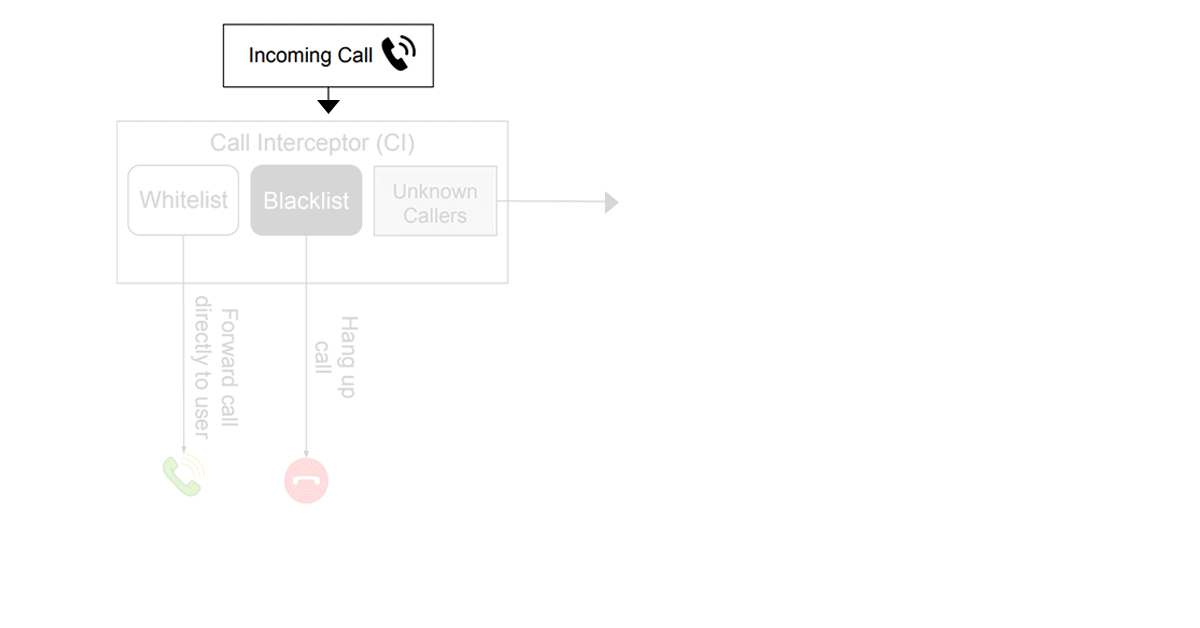 Incoming Call
Call Interceptor (CI)
Whitelist
Blacklist
Unknown
Callers
Forward call
directly to user
Hang up
call